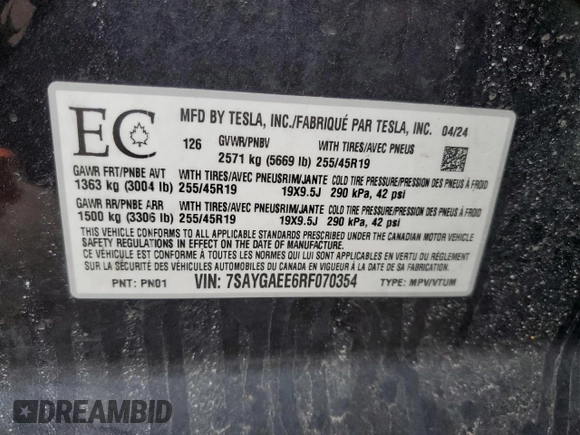 EC
MFD BY TESLA, INC./FABRIQUÉ PAR TESLA, INC. 04/24
126 GVWR/PNBV WITH TIRES/AVEC PNEUS
2571 kg (5669 lb) 255/45R19
GAWR FRT/PNBE AVT WITH TIRES/AVEC PNEUS RIM/JANTE COLD TIRE PRESSURE/PRESSION DES PNEUS À FROID
1363 kg (3004 lb) 255/45R19 19X9.5J 290 kPa, 42 psi
GAWR RR/PNBE ARR WITH TIRES/AVEC PNEUS RIM/JANTE COLD TIRE PRESSURE/PRESSION DES PNEUS À FROID
1500 kg (3306 lb) 255/45R19 19X9.5J 290 kPa, 42 psi
THIS VEHICLE CONFORMS TO ALL APPLICABLE STANDARDS PRESCRIBED UNDER THE CANADIAN MOTOR VEHICLE
SAFETY REGULATIONS IN EFFECT ON THE DATE OF MANUFACTURE.
CE VÉHICULE EST CONFORME À TOUTES LES NORMES QUI LUI SONT APPLICABLES EN VERTU DU RÈGLEMENT
SUR LA SÉCURITÉ DES VÉHICULES AUTOMOBILES DU CANADA EN VIGUEUR À LA DATE DE SA FABRICATION.
PNT: PN01 VIN: 7SAYGAEE6RF070354 TYPE: MPV/VTUM
DREAMBID